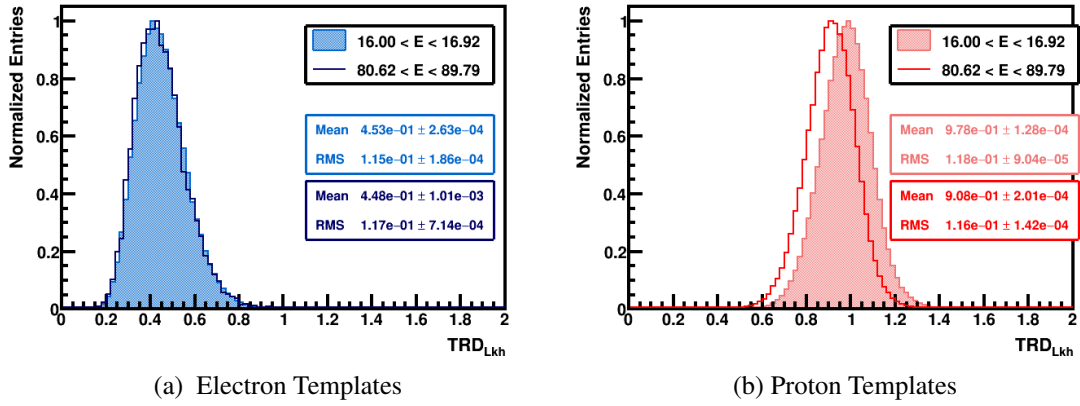 Normalized Entries
1
0.8
0.6
0.4
0.2
0
16.00 < E < 16.92
80.62 < E < 89.79
Mean 4.53e−01 ± 2.63e−04
RMS 1.15e−01 ± 1.86e−04
Mean 4.48e−01 ± 1.01e−03
RMS 1.17e−01 ± 7.14e−04
0 0.2 0.4 0.6 0.8 1 1.2 1.4 1.6 1.8 2
TRD_Lkh
(a) Electron Templates
Normalized Entries
1
0.8
0.6
0.4
0.2
0
16.00 < E < 16.92
80.62 < E < 89.79
Mean 9.78e−01 ± 1.28e−04
RMS 1.18e−01 ± 9.04e−05
Mean 9.08e−01 ± 2.01e−04
RMS 1.16e−01 ± 1.42e−04
0 0.2 0.4 0.6 0.8 1 1.2 1.4 1.6 1.8 2
TRD_Lkh
(b) Proton Templates